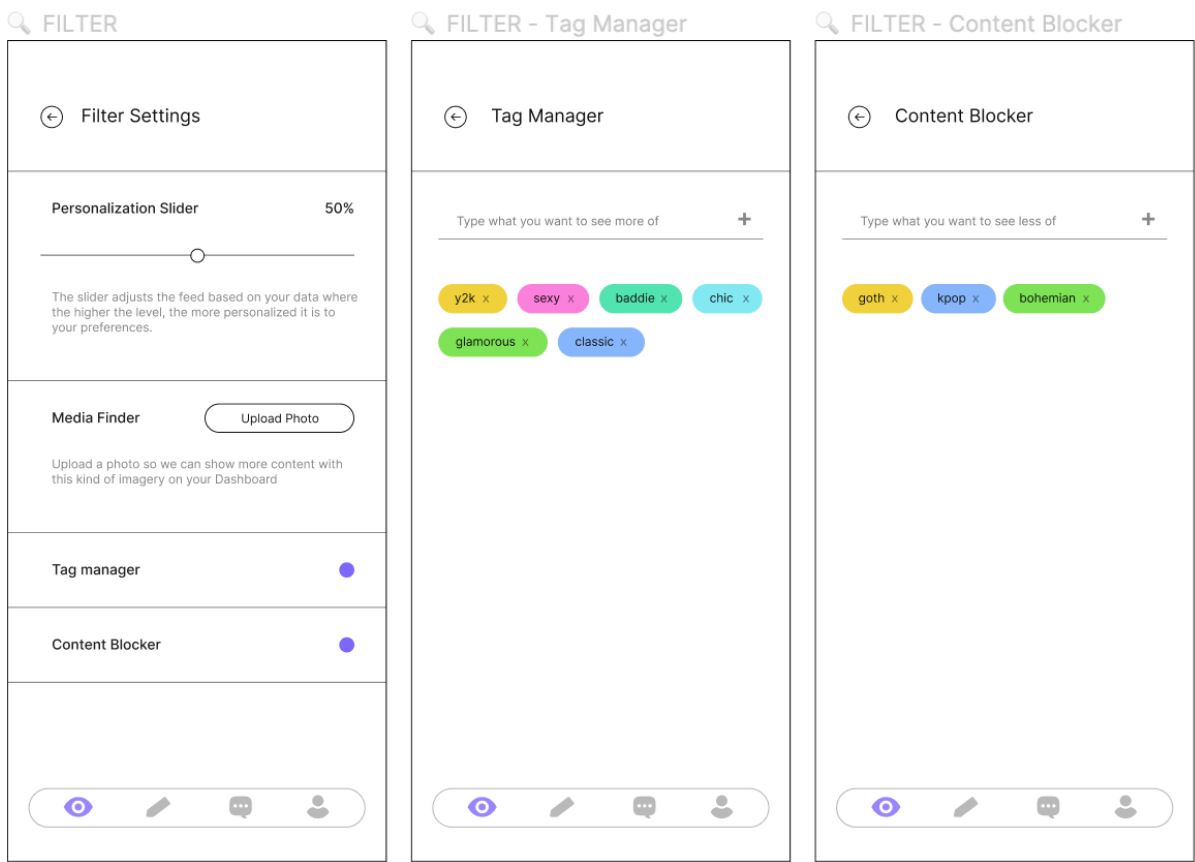 FILTER
Filter Settings
Personalization Slider 50%
The slider adjusts the feed based on your data where
the higher the level, the more personalized it is to
your preferences.
Media Finder Upload Photo
Upload a photo so we can show more content with
this kind of imagery on your Dashboard
Tag manager
Content Blocker
FILTER - Tag Manager
Tag Manager
Type what you want to see more of +
y2k x sexy x baddie x chic x
glamorous x classic x
FILTER - Content Blocker
Content Blocker
Type what you want to see less of +
goth x kpop x bohemian x